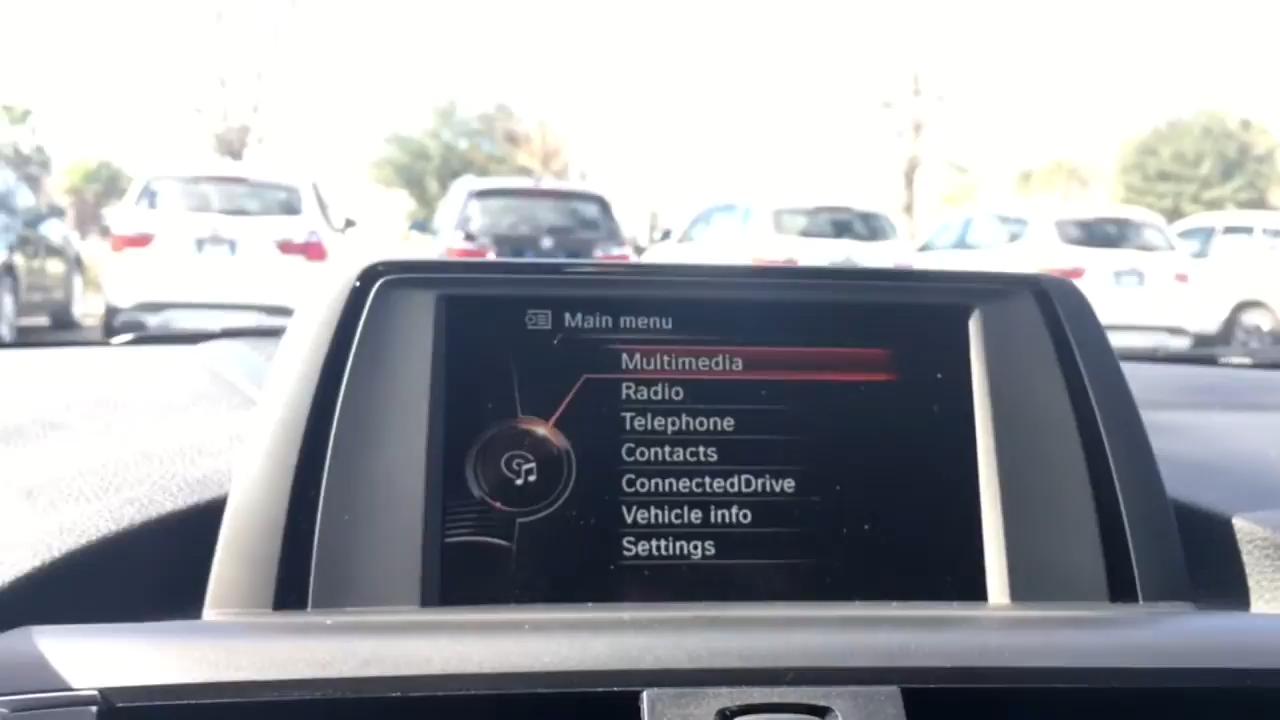 Main menu
Multimedia
Radio
Telephone
Contacts
ConnectedDrive
Vehicle info
Settings